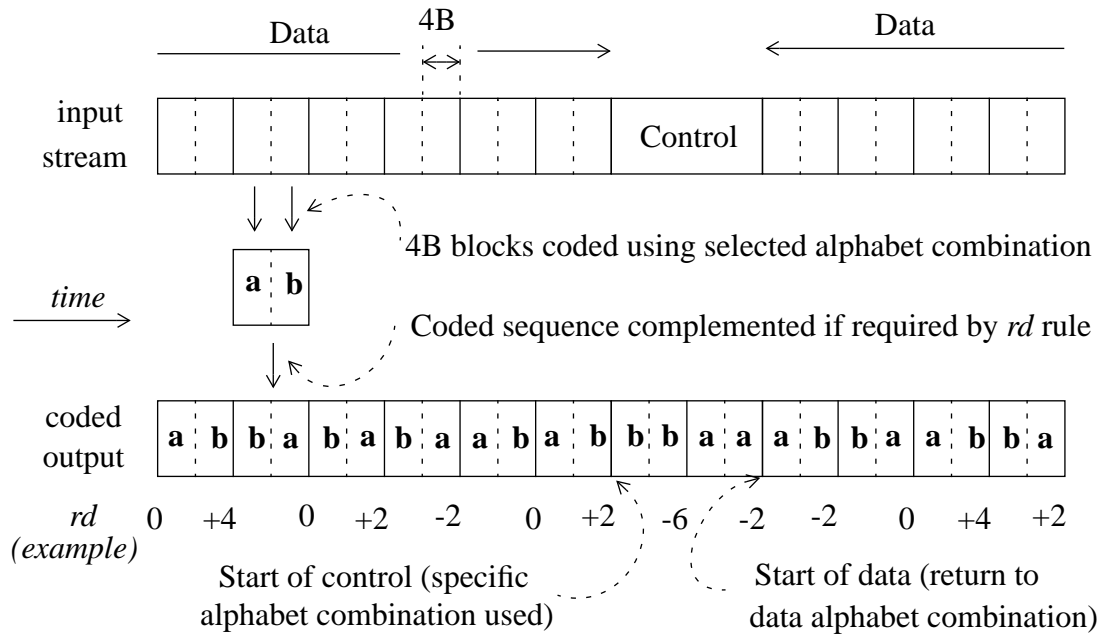 4B
Data
Data
input
stream
Control
4B blocks coded using selected alphabet combination
a b
time
Coded sequence complemented if required by rd rule
coded
output
a b b a b a b a a b a b b b a a a b b a a b b a
rd
(example)
0 +4 0 +2 -2 0 +2 -6 -2 -2 0 +4 +2
Start of control (specific
alphabet combination used)
Start of data (return to
data alphabet combination)